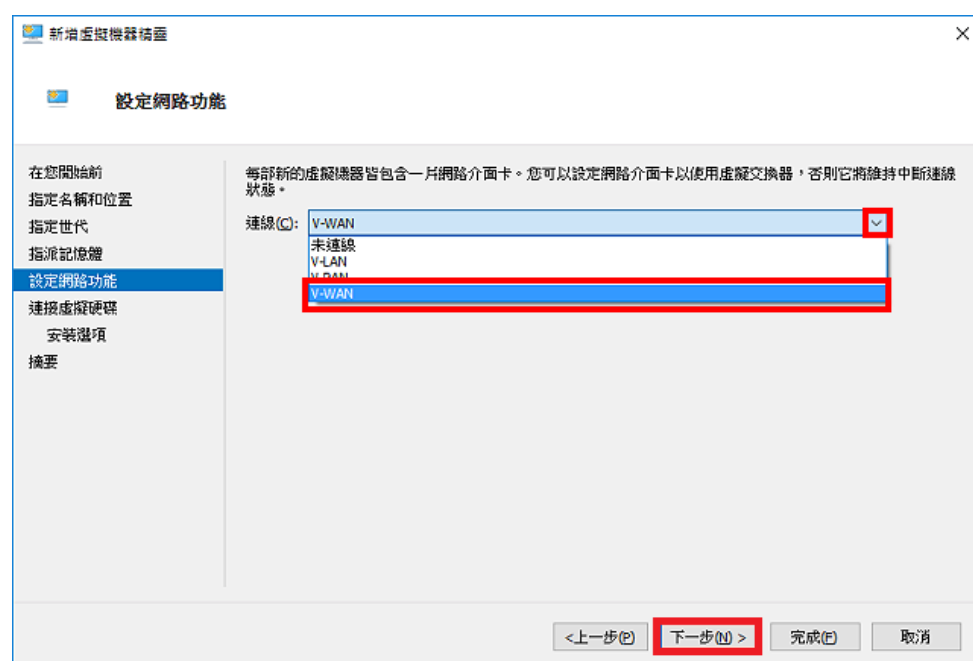 新增虛擬機器精靈
設定網路功能
在您開始前
指定名稱和位置
指定世代
指派記憶體
設定網路功能
連接虛擬硬碟
安裝選項
摘要
每部新的虛擬機器皆包含一片網路介面卡。您可以設定網路介面卡以使用虛擬交換器，否則它將維持中斷連線
狀態。
連線(C): V-WAN
未連線
V-LAN
V-WAN
<上一步(P) 下一步(N) > 完成(F) 取消